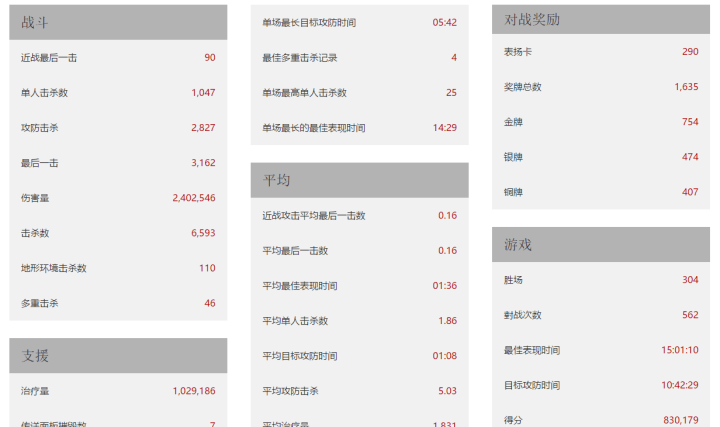 战斗
近战最后一击 90
单人击杀数 1,047
攻防击杀 2,827
最后一击 3,162
伤害量 2,402,546
击杀数 6,593
地形环境击杀数 110
多重击杀 46
支援
治疗量 1,029,186
传送面板摧毁数 7
单场最长目标攻防时间 05:42
最佳多重击杀记录 4
单场最高单人击杀数 25
单场最长的最佳表现时间 14:29
平均
近战攻击平均最后一击数 0.16
平均最后一击数 0.16
平均最佳表现时间 01:36
平均单人击杀数 1.86
平均目标攻防时间 01:08
平均攻防击杀 5.03
平均治疗量 1,831
对战奖励
表扬卡 290
奖牌总数 1,635
金牌 754
银牌 474
铜牌 407
游戏
胜场 304
對战次数 562
最佳表现时间 15:01:10
目标攻防时间 10:42:29
得分 830,179